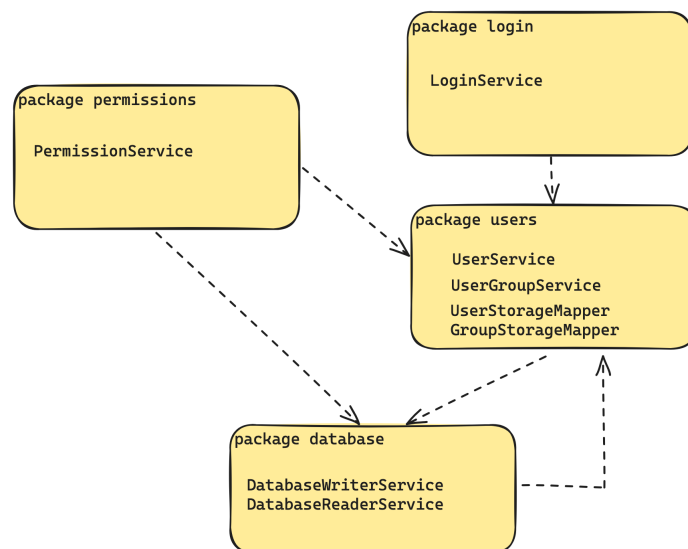 package login
LoginService
package permissions
PermissionService
package users
UserService
UserGroupService
UserStorageMapper
GroupStorageMapper
package database
DatabaseWriterService
DatabaseReaderService